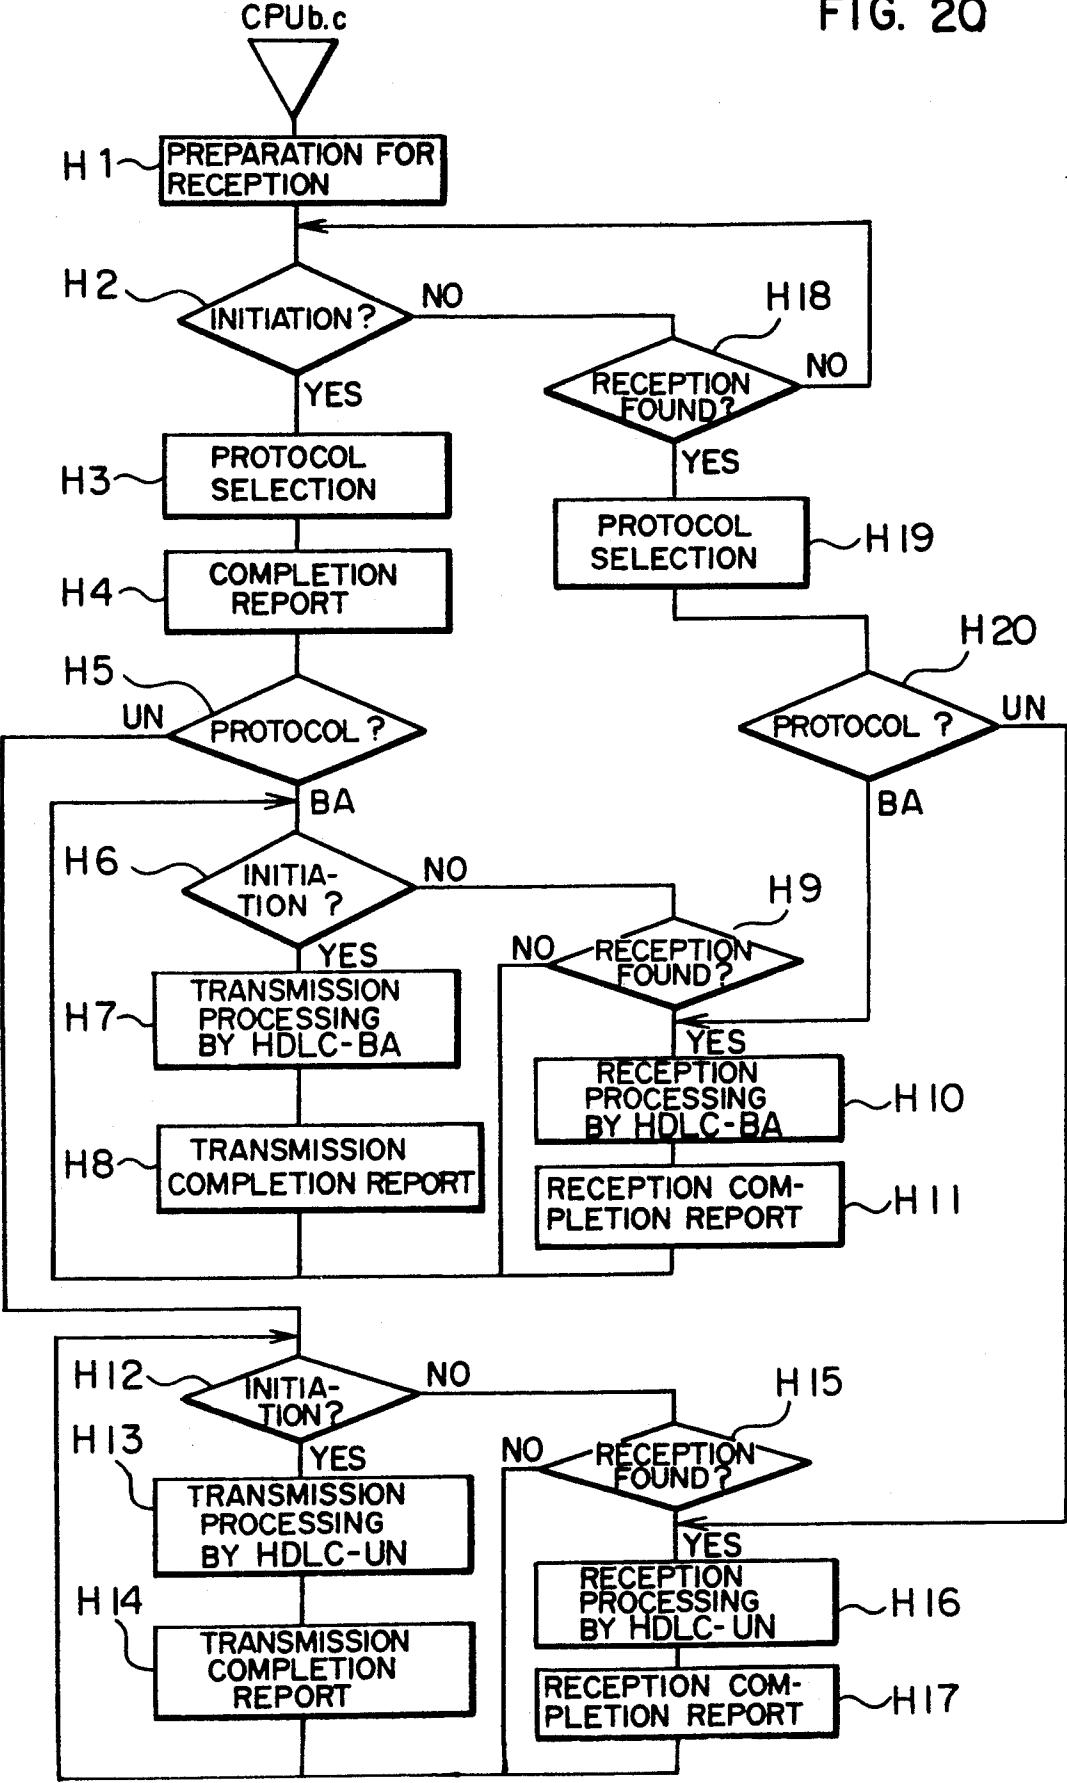 CPUb.c
FIG. 20
H1
PREPARATION FOR
RECEPTION
H2
INITIATION?
NO
YES
H18
RECEPTION
FOUND?
NO
YES
H3
PROTOCOL
SELECTION
H19
PROTOCOL
SELECTION
H4
COMPLETION
REPORT
H5
UN
PROTOCOL?
BA
H20
PROTOCOL ?
UN
BA
H6
INITIA-
TION ?
NO
YES
H9
NO
RECEPTION
FOUND?
YES
H7
TRANSMISSION
PROCESSING
BY HDLC-BA
H10
RECEPTION
PROCESSING
BY HDLC-BA
H8
TRANSMISSION
COMPLETION REPORT
H11
RECEPTION COM-
PLETION REPORT
H12
INITIA-
TION?
NO
YES
H15
NO
RECEPTION
FOUND?
YES
H13
TRANSMISSION
PROCESSING
BY HDLC-UN
H16
RECEPTION
PROCESSING
BY HDLC-UN
H14
TRANSMISSION
COMPLETION
REPORT
H17
RECEPTION COM-
PLETION REPORT